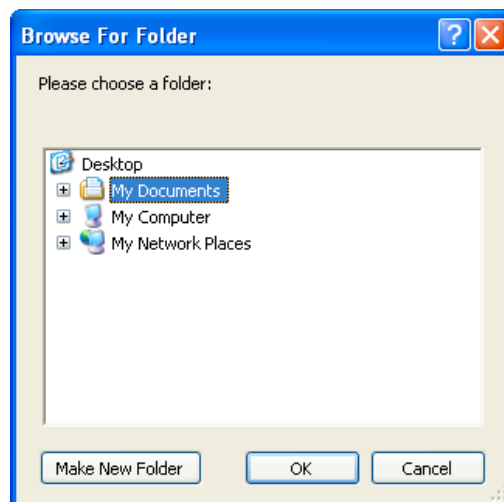 Browse For Folder
Please choose a folder:
Desktop
My Documents
My Computer
My Network Places
Make New Folder OK Cancel